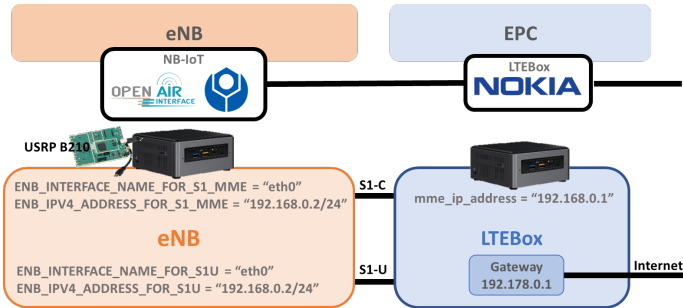 eNB
EPC
NB-IoT
OPEN AIR
INTERFACE
LTEBox
NOKIA
USRP B210
ENB_INTERFACE_NAME_FOR_S1_MME = “eth0”
ENB_IPV4_ADDRESS_FOR_S1_MME = “192.168.0.2/24”
S1-C
mme_ip_address = “192.168.0.1”
eNB
LTEBox
ENB_INTERFACE_NAME_FOR_S1U = “eth0”
ENB_IPV4_ADDRESS_FOR_S1U = “192.168.0.2/24”
S1-U
Gateway
192.178.0.1
Internet